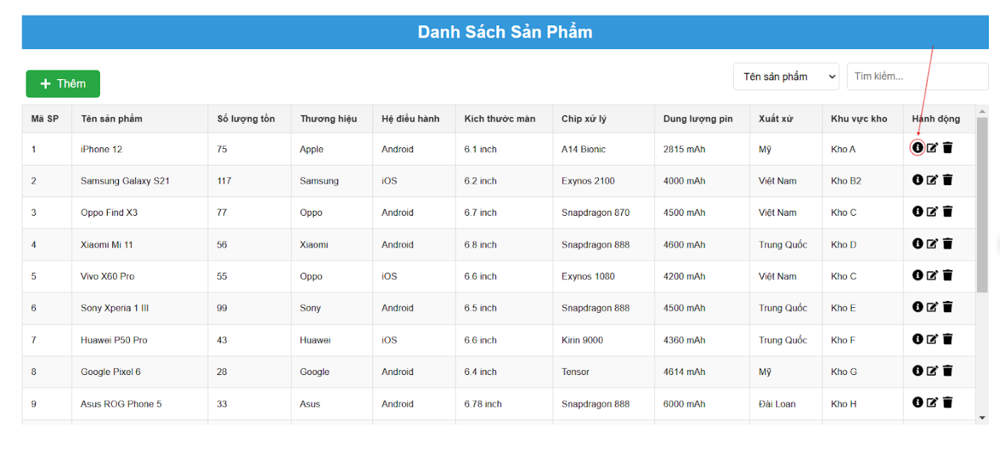 Danh Sách Sản Phẩm
+ Thêm
Tên sản phẩm Tìm kiếm...
Mã SP Tên sản phẩm Số lượng tồn Thương hiệu Hệ điều hành Kích thước màn Chip xử lý Dung lượng pin Xuất xứ Khu vực kho Hành động
1 iPhone 12 75 Apple Android 6.1 inch A14 Bionic 2815 mAh Mỹ Kho A
2 Samsung Galaxy S21 117 Samsung iOS 6.2 inch Exynos 2100 4000 mAh Việt Nam Kho B2
3 Oppo Find X3 77 Oppo Android 6.7 inch Snapdragon 870 4500 mAh Việt Nam Kho C
4 Xiaomi Mi 11 56 Xiaomi Android 6.8 inch Snapdragon 888 4600 mAh Trung Quốc Kho D
5 Vivo X60 Pro 55 Oppo iOS 6.6 inch Exynos 1080 4200 mAh Việt Nam Kho C
6 Sony Xperia 1 III 99 Sony Android 6.5 inch Snapdragon 888 4500 mAh Trung Quốc Kho E
7 Huawei P50 Pro 43 Huawei iOS 6.6 inch Kirin 9000 4360 mAh Trung Quốc Kho F
8 Google Pixel 6 28 Google Android 6.4 inch Tensor 4614 mAh Mỹ Kho G
9 Asus ROG Phone 5 33 Asus Android 6.78 inch Snapdragon 888 6000 mAh Đài Loan Kho H